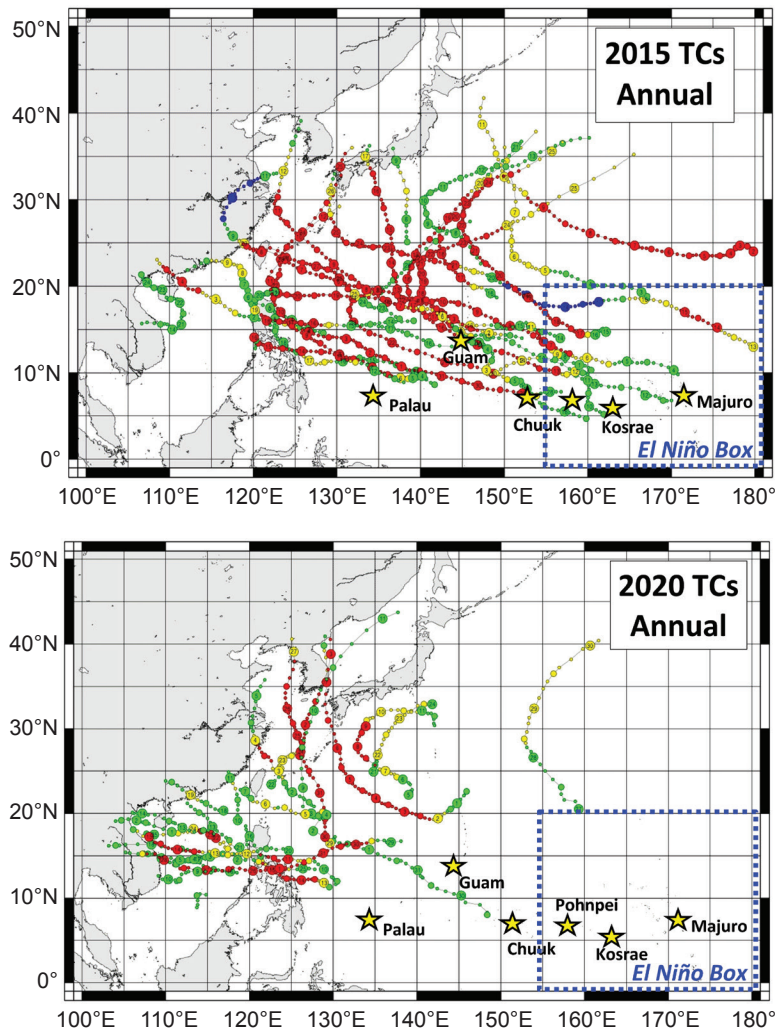 50°N
2015 TCs
Annual
40°N
30°N
20°N
Guam
10°N
Palau
Chuuk
Kosrae
Majuro
0°
El Niño Box
100°E 110°E 120°E 130°E 140°E 150°E 160°E 170°E 180°
50°N
2020 TCs
Annual
40°N
30°N
20°N
Guam
10°N
Pohnpei
Palau
Chuuk
Kosrae
Majuro
0°
El Niño Box
100°E 110°E 120°E 130°E 140°E 150°E 160°E 170°E 180°